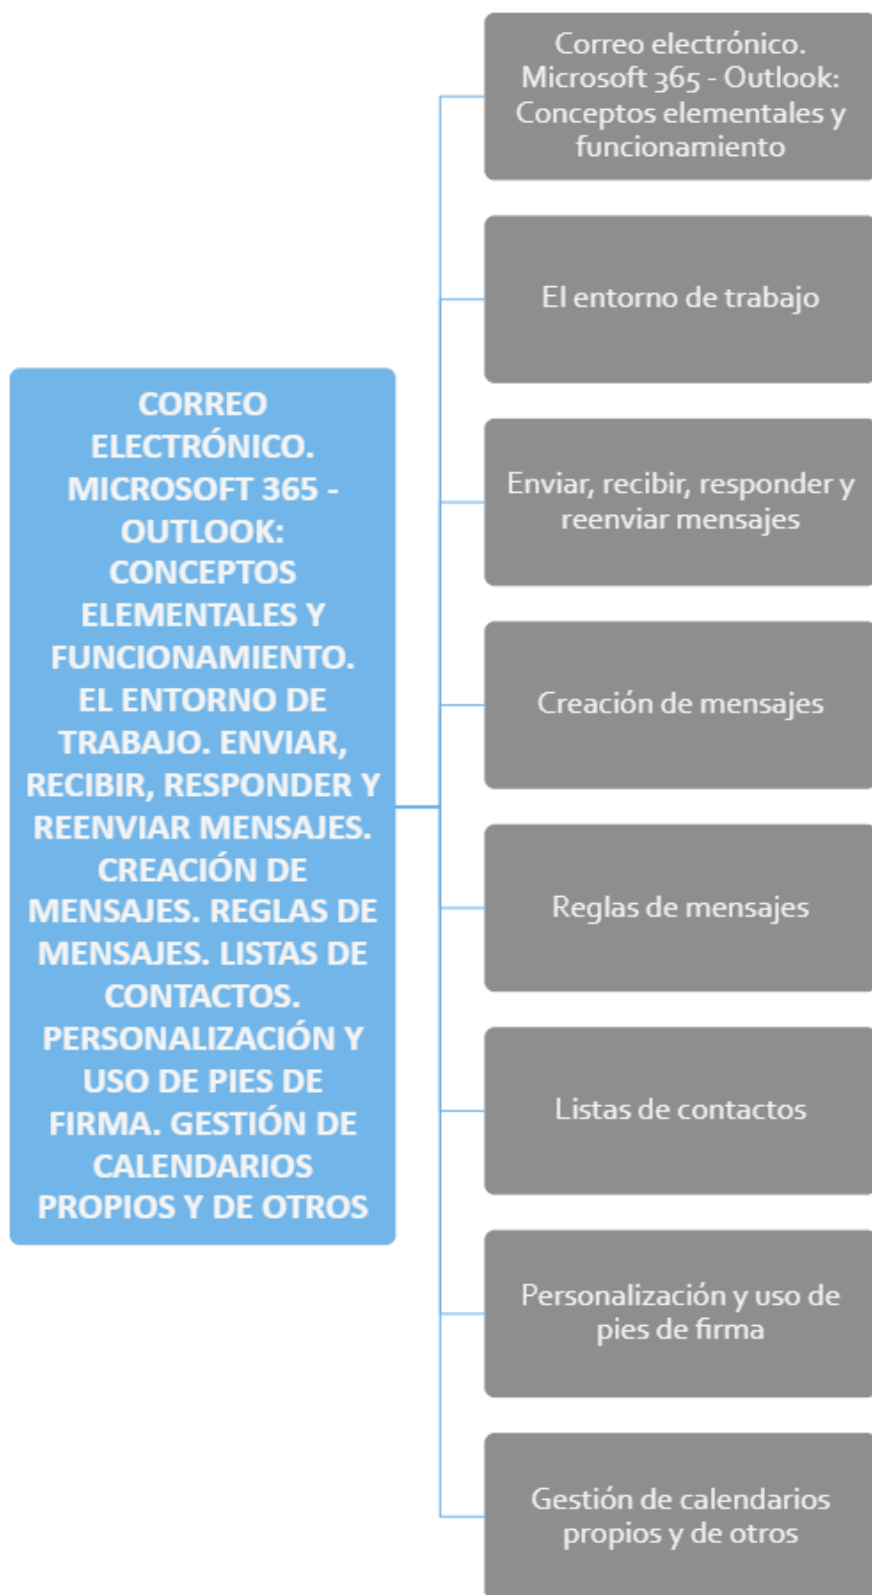 CORREO
ELECTRÓNICO.
MICROSOFT 365 -
OUTLOOK:
CONCEPTOS
ELEMENTALES Y
FUNCIONAMIENTO.
EL ENTORNO DE
TRABAJO. ENVIAR,
RECIBIR, RESPONDER Y
REENVIAR MENSAJES.
CREACIÓN DE
MENSAJES. REGLAS DE
MENSAJES. LISTAS DE
CONTACTOS.
PERSONALIZACIÓN Y
USO DE PIES DE
FIRMA. GESTIÓN DE
CALENDARIOS
PROPIOS Y DE OTROS
Correo electrónico.
Microsoft 365 - Outlook:
Conceptos elementales y
funcionamiento
El entorno de trabajo
Enviar, recibir, responder y
reenviar mensajes
Creación de mensajes
Reglas de mensajes
Listas de contactos
Personalización y uso de
pies de firma
Gestión de calendarios
propios y de otros